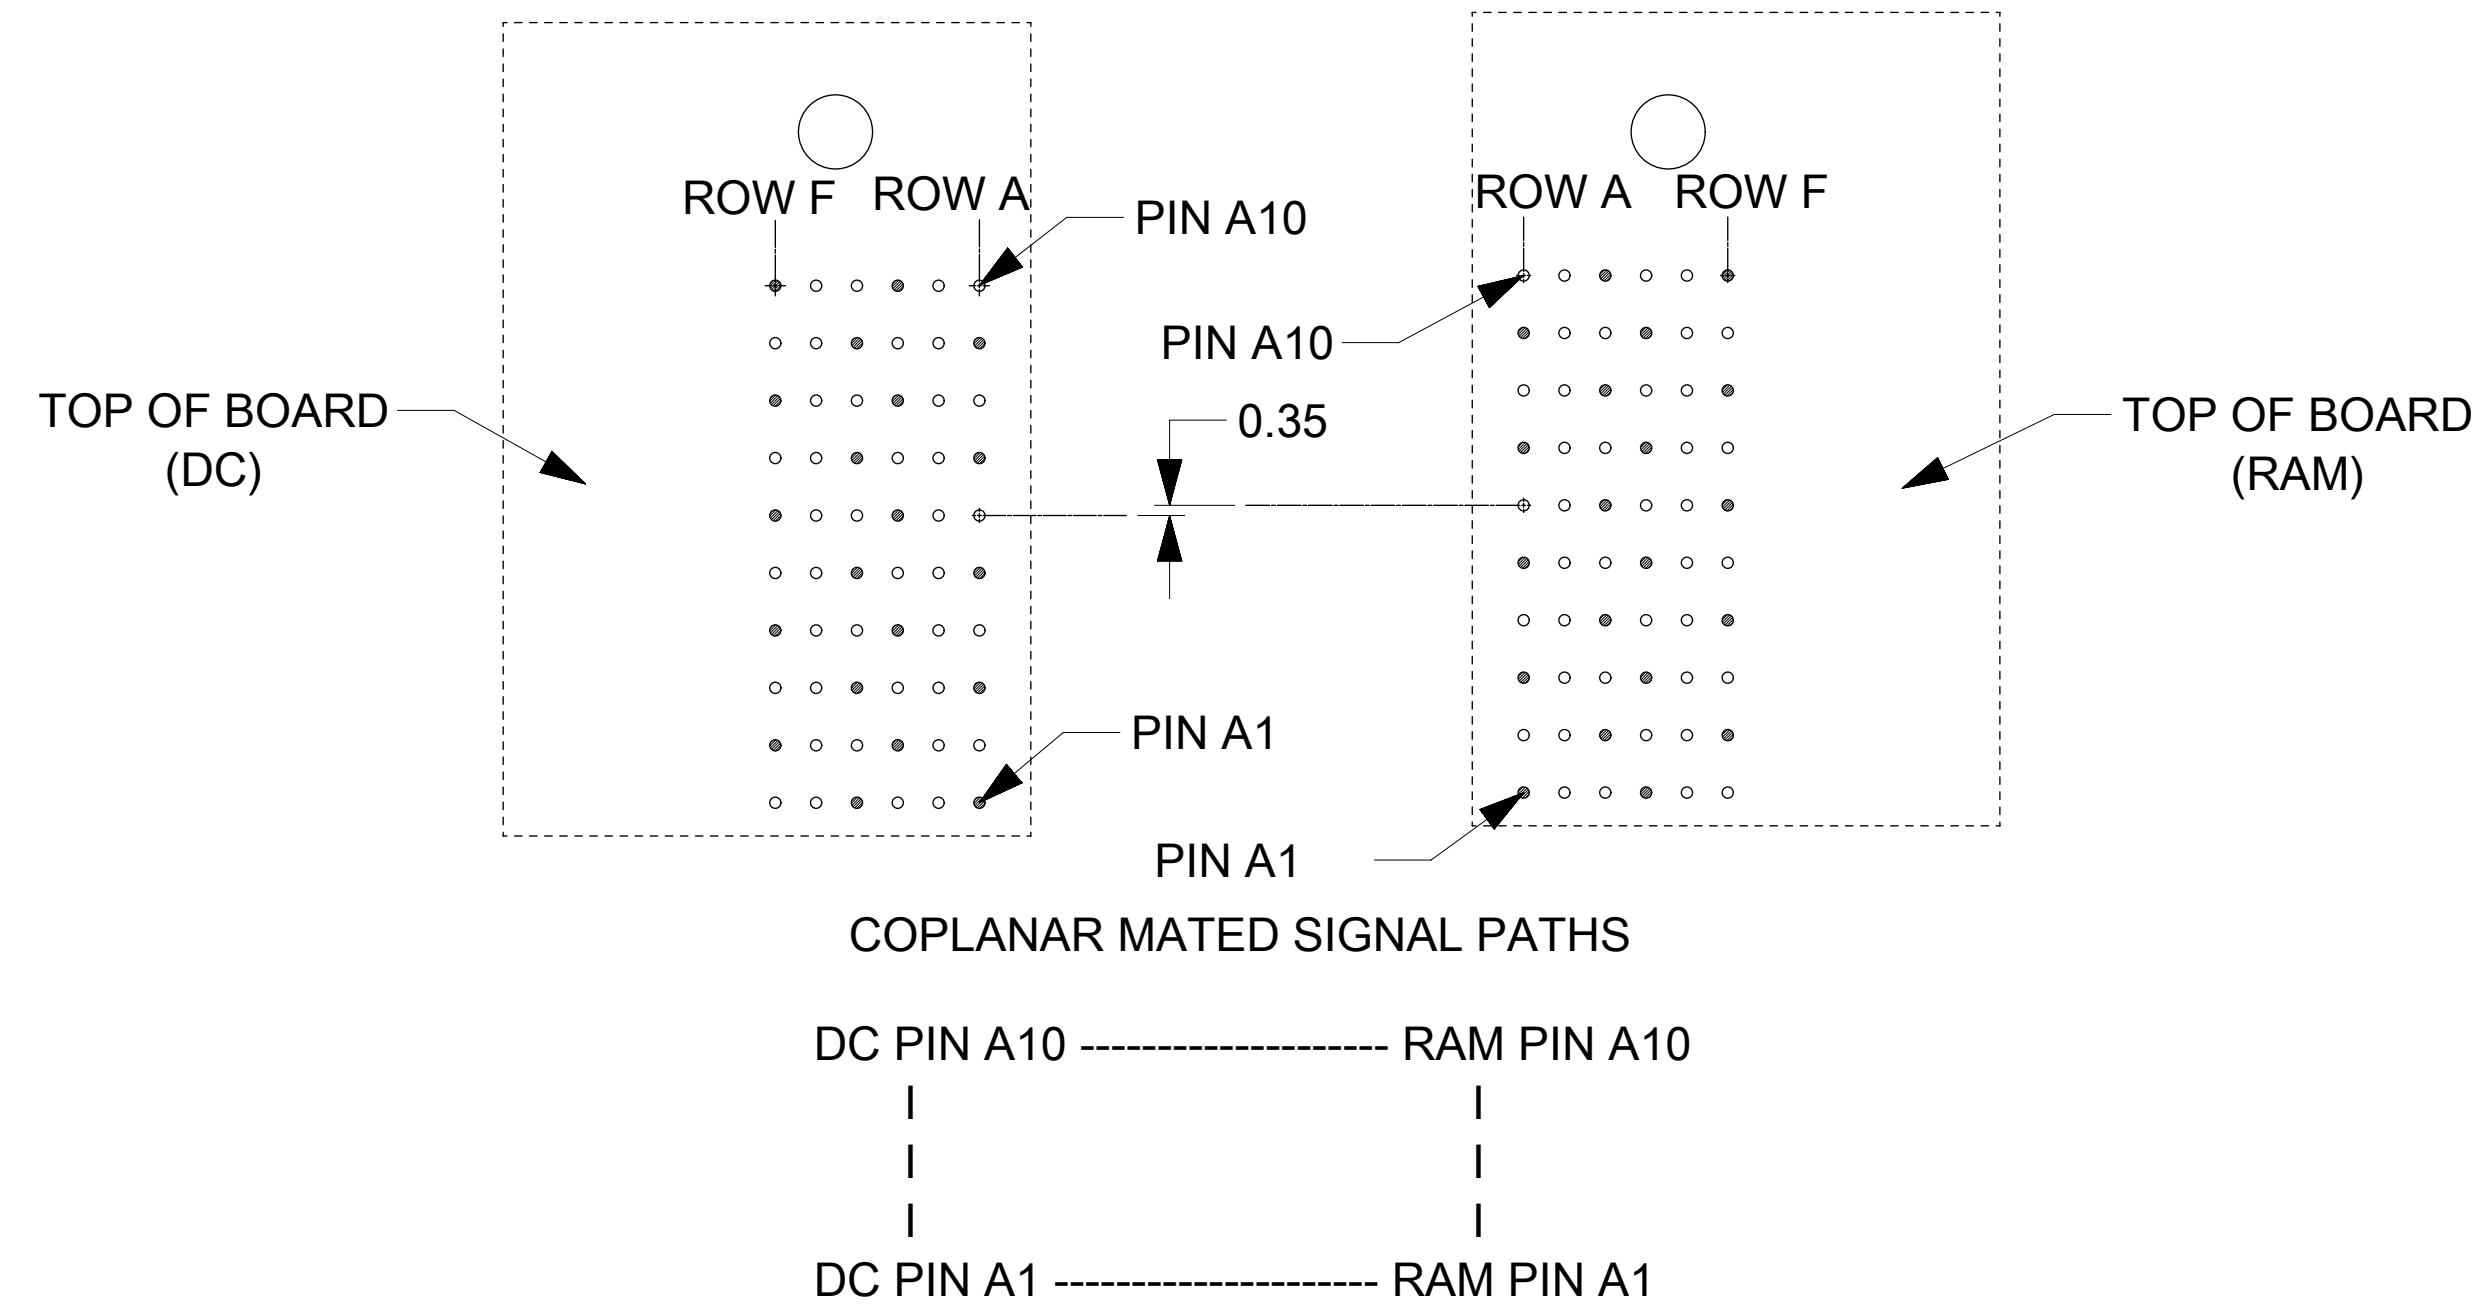 ROW F
ROW A
PIN A10
ROW A
ROW F
PIN A10
TOP OF BOARD
(DC)
0.35
TOP OF BOARD
(RAM)
PIN A1
PIN A1
COPLANAR MATED SIGNAL PATHS
DC PIN A10 -------------------- RAM PIN A10
| |
| |
| |
DC PIN A1 --------------------- RAM PIN A1